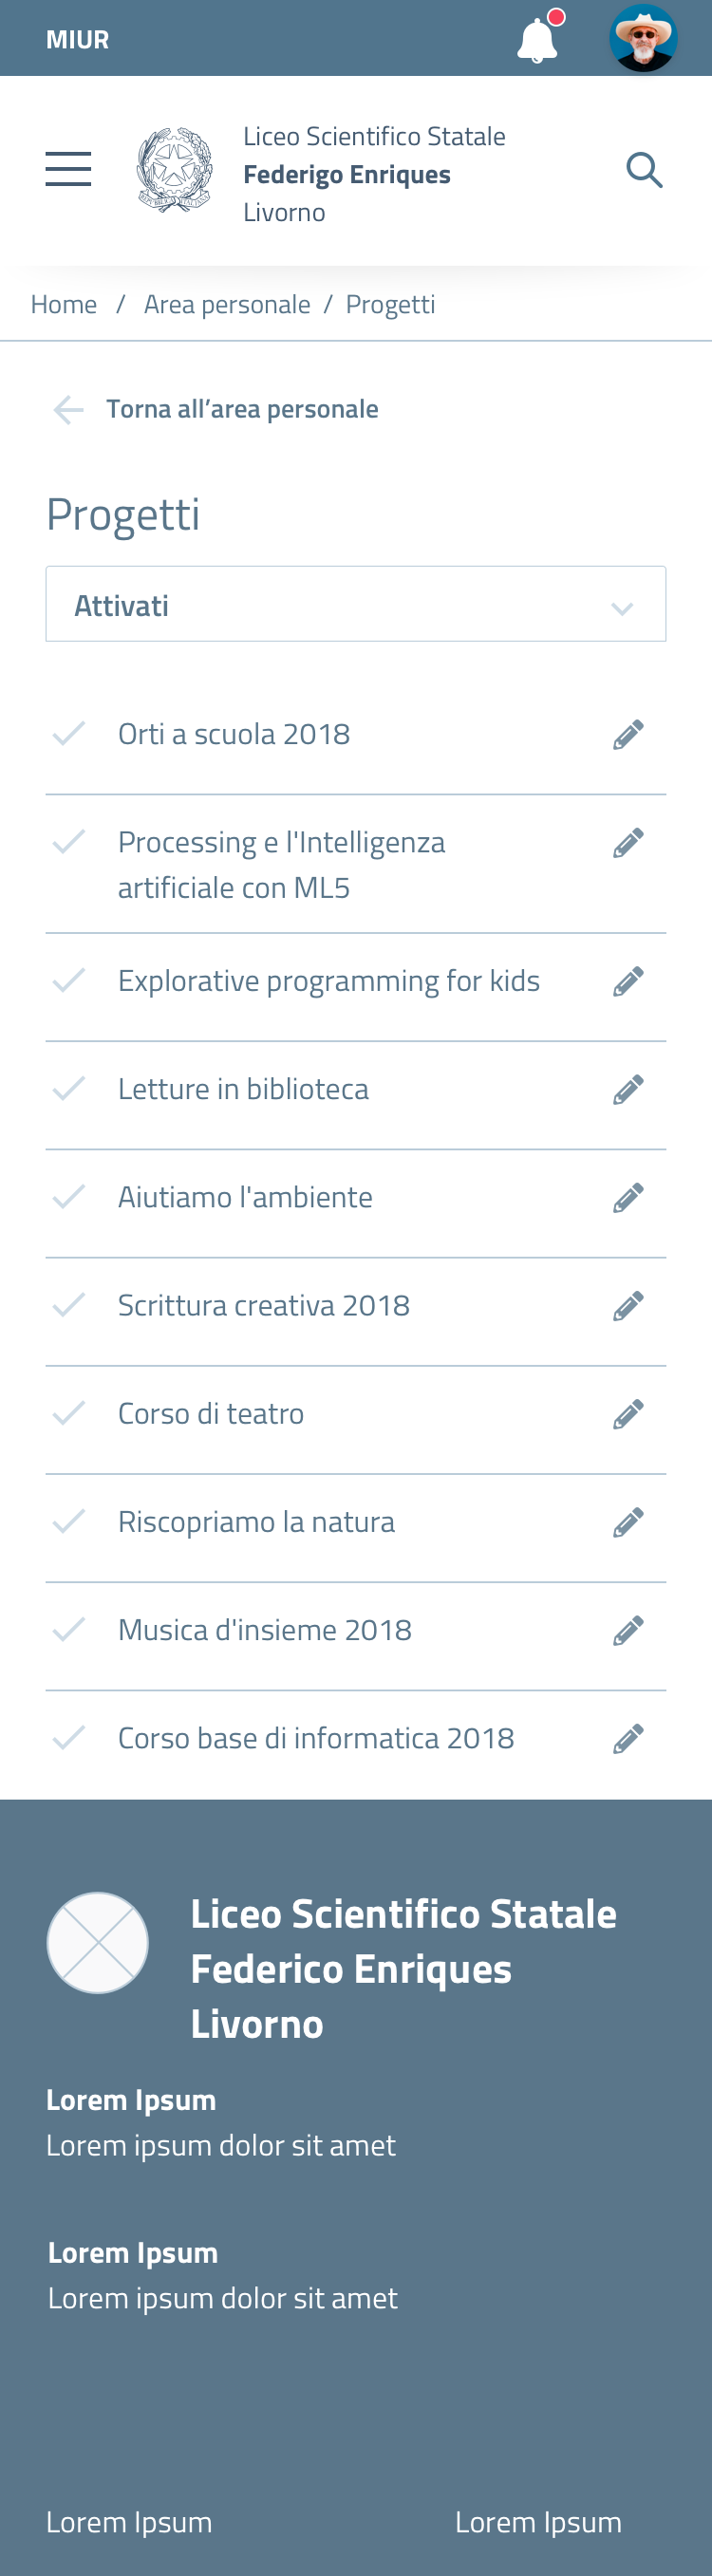 MIUR
Liceo Scientifico Statale
Federigo Enriques
Livorno
REPVBBLICA ITALIANA
Home / Area personale / Progetti
Torna all’area personale
Progetti
Attivati
Orti a scuola 2018
Processing e l'Intelligenza
artificiale con ML5
Explorative programming for kids
Letture in biblioteca
Aiutiamo l'ambiente
Scrittura creativa 2018
Corso di teatro
Riscopriamo la natura
Musica d'insieme 2018
Corso base di informatica 2018
Liceo Scientifico Statale
Federico Enriques
Livorno
Lorem Ipsum
Lorem ipsum dolor sit amet
Lorem Ipsum
Lorem ipsum dolor sit amet
Lorem Ipsum Lorem Ipsum